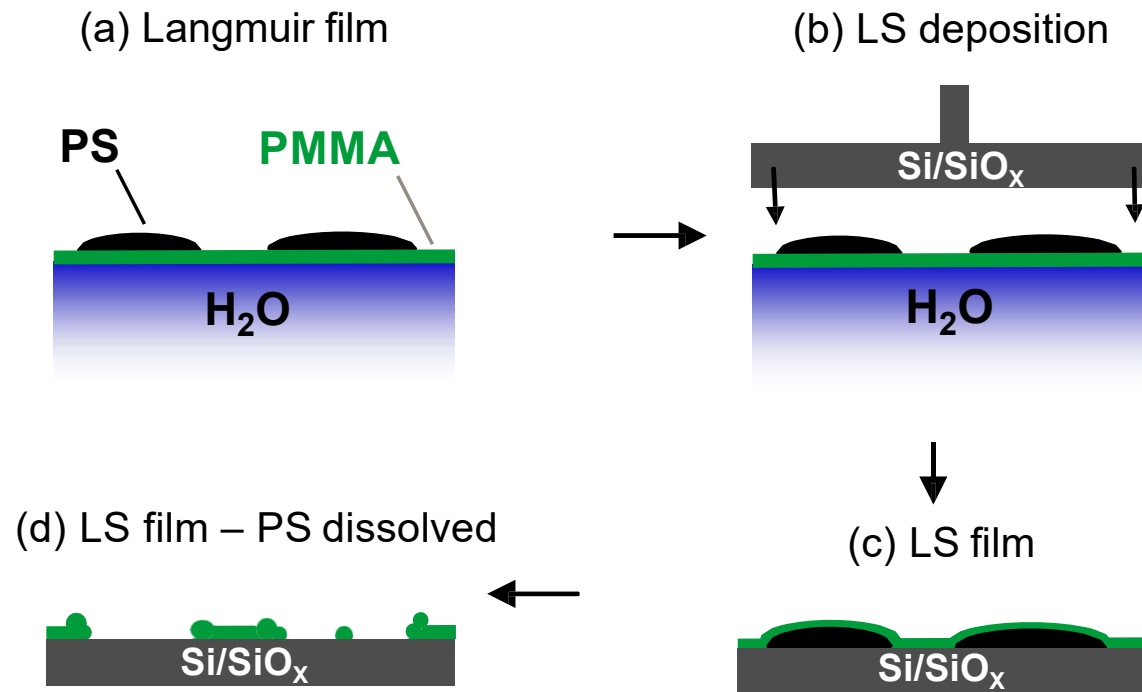 (a) Langmuir film
(b) LS deposition
PS
PMMA
Si/SiOₓ
H₂O
H₂O
(d) LS film – PS dissolved
(c) LS film
Si/SiOₓ
Si/SiOₓ